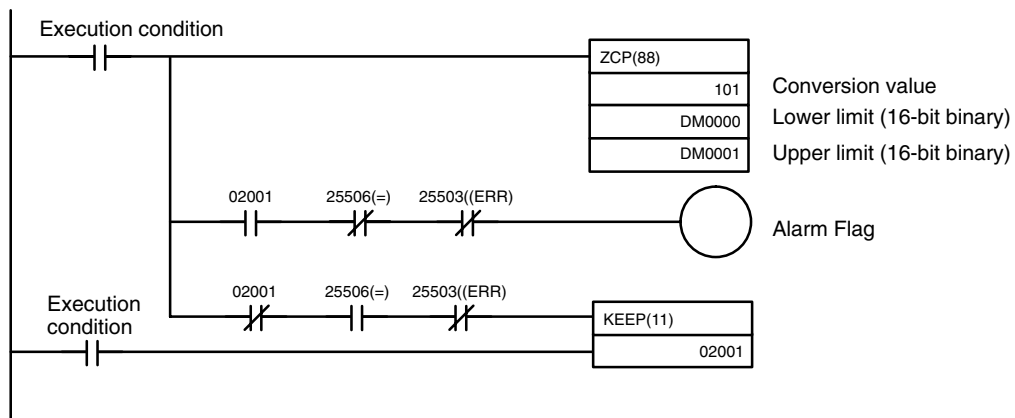 Execution condition
ZCP(88)
101 Conversion value
DM0000 Lower limit (16-bit binary)
DM0001 Upper limit (16-bit binary)
02001 25506(=) 25503((ERR)
Alarm Flag
02001 25506(=) 25503((ERR)
Execution
condition
KEEP(11)
02001